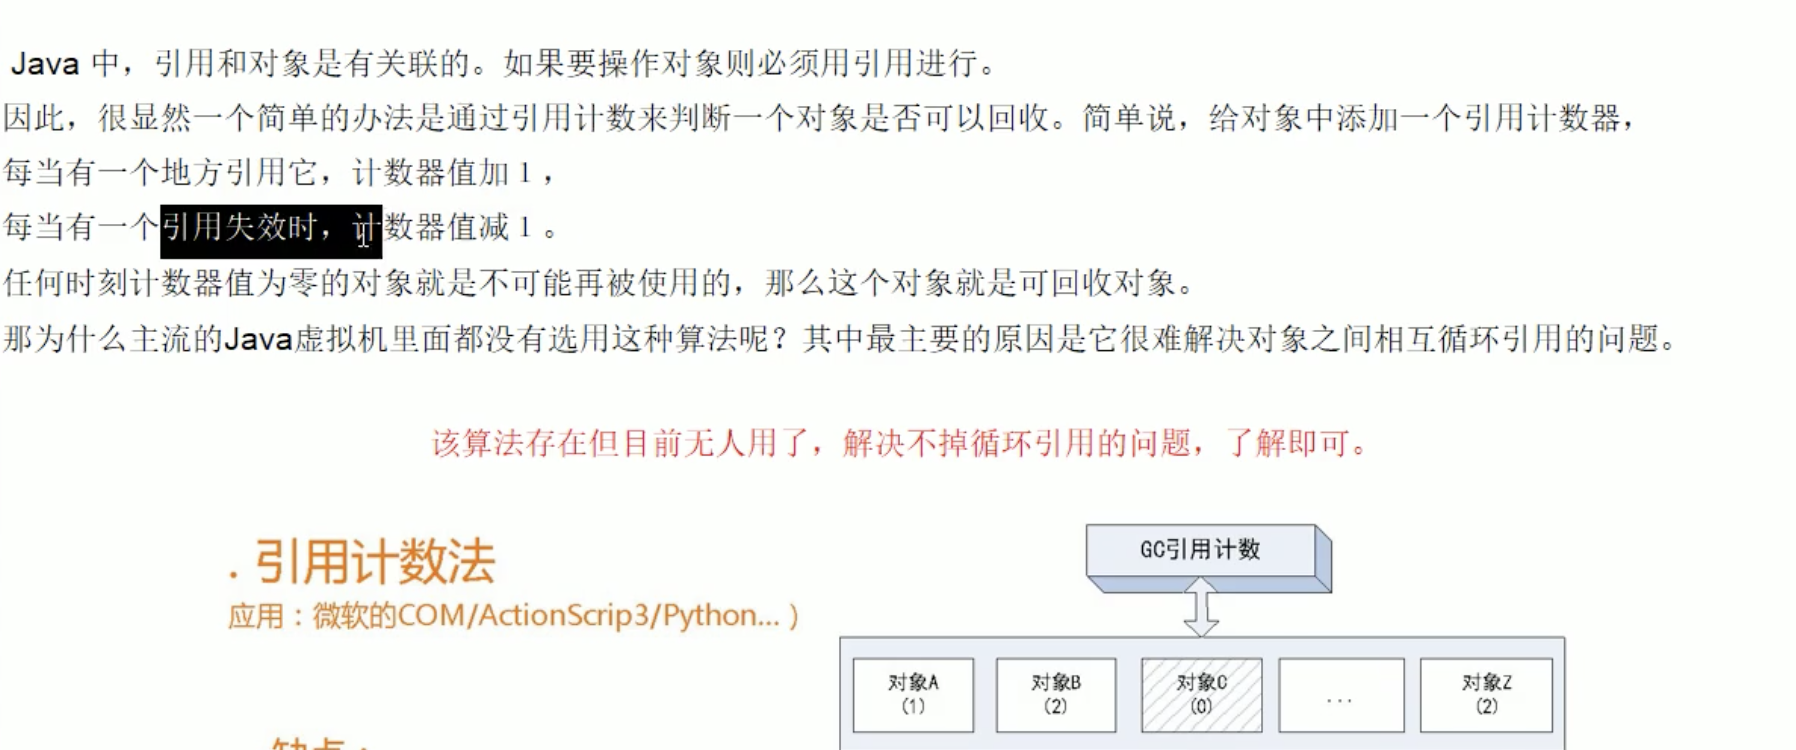 Java 中，引用和对象是有关联的。如果要操作对象则必须用引用进行。
因此，很显然一个简单的办法是通过引用计数来判断一个对象是否可以回收。简单说，给对象中添加一个引用计数器，
每当有一个地方引用它，计数器值加 1 ，
每当有一个引用失效时，计数器值减 1 。
任何时刻计数器值为零的对象就是不可能再被使用的，那么这个对象就是可回收对象。
那为什么主流的Java虚拟机里面都没有选用这种算法呢？其中最主要的原因是它很难解决对象之间相互循环引用的问题。
该算法存在但目前无人用了，解决不掉循环引用的问题，了解即可。
. 引用计数法
应用：微软的COM/ActionScrip3/Python... )
GC引用计数
对象A
(1)
对象B
(2)
对象C
(0)
...
对象Z
(2)
缺点：